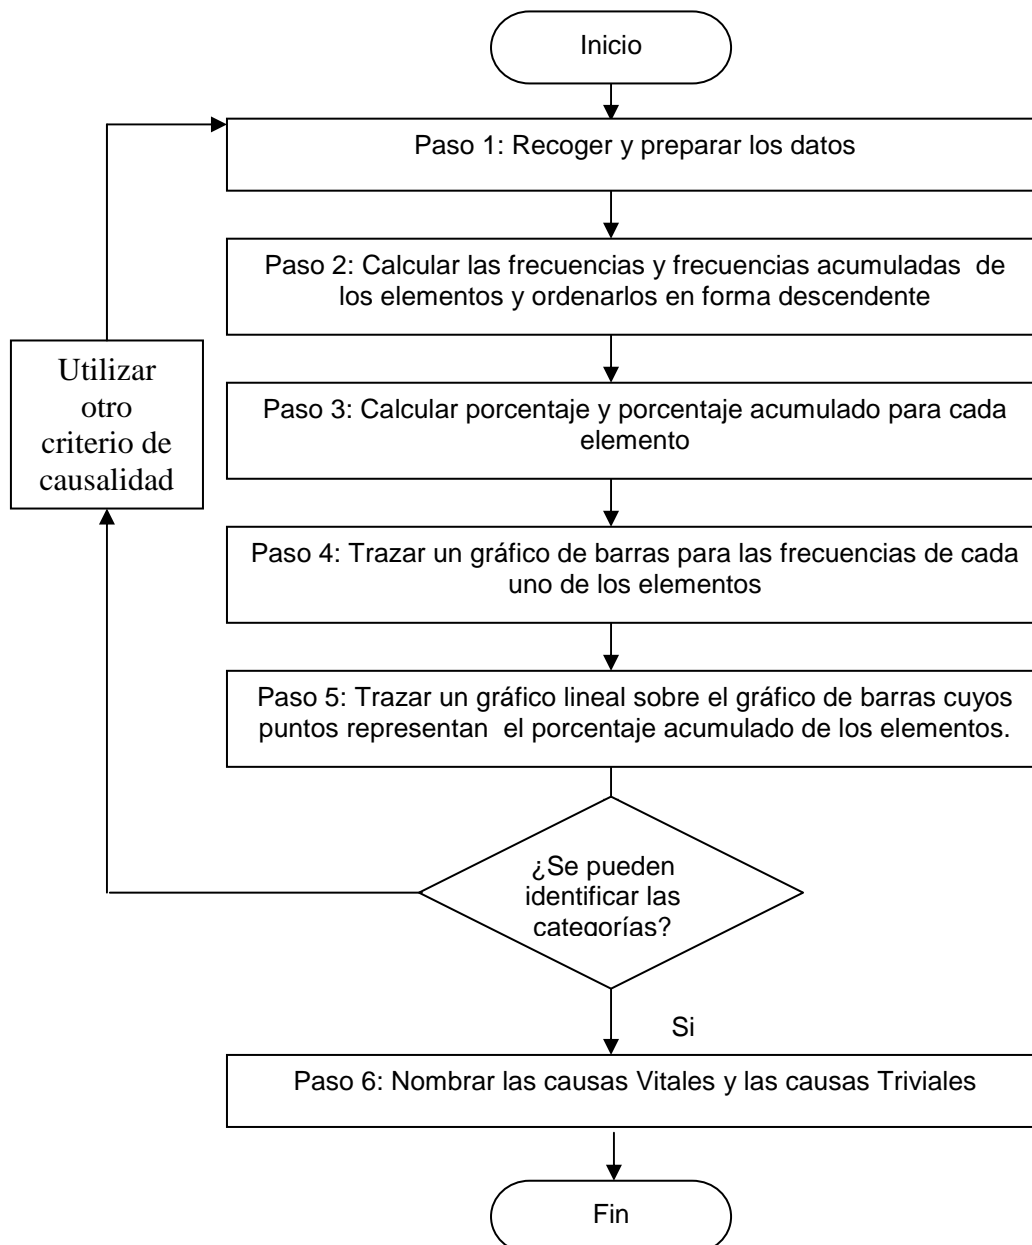 Inicio
Paso 1: Recoger y preparar los datos
Paso 2: Calcular las frecuencias y frecuencias acumuladas  de
los elementos y ordenarlos en forma descendente
Utilizar
otro
criterio de
causalidad
Paso 3: Calcular porcentaje y porcentaje acumulado para cada
elemento
Paso 4: Trazar un gráfico de barras para las frecuencias de cada
uno de los elementos
Paso 5: Trazar un gráfico lineal sobre el gráfico de barras cuyos
puntos representan  el porcentaje acumulado de los elementos.
¿Se pueden
identificar las
categorías?
Si
Paso 6: Nombrar las causas Vitales y las causas Triviales
Fin